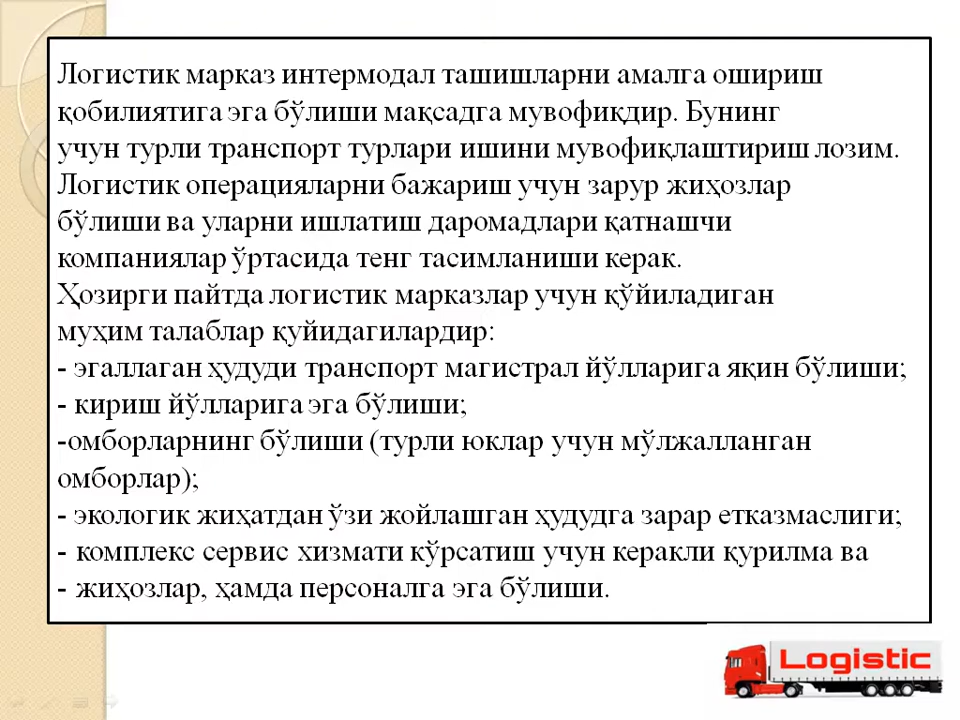 Логистик марказ интермодал ташишларни амалга ошириш
қобилиятига эга бўлиши мақсадга мувофиқдир. Бунинг
учун турли транспорт турлари ишини мувофиқлаштириш лозим.
Логистик операцияларни бажариш учун зарур жиҳозлар
бўлиши ва уларни ишлатиш даромадлари қатнашчи
компаниялар ўртасида тенг тасимланиши керак.
Ҳозирги пайтда логистик марказлар учун қўйиладиган
муҳим талаблар қуйидагилардир:
- эгаллаган ҳудуди транспорт магистрал йўлларига яқин бўлиши;
- кириш йўлларига эга бўлиши;
-омборларнинг бўлиши (турли юклар учун мўлжалланган
омборлар);
- экологик жиҳатдан ўзи жойлашган ҳудудга зарар етказмаслиги;
- комплекс сервис хизмати кўрсатиш учун керакли қурилма ва
- жиҳозлар, ҳамда персоналга эга бўлиши.
Logistic